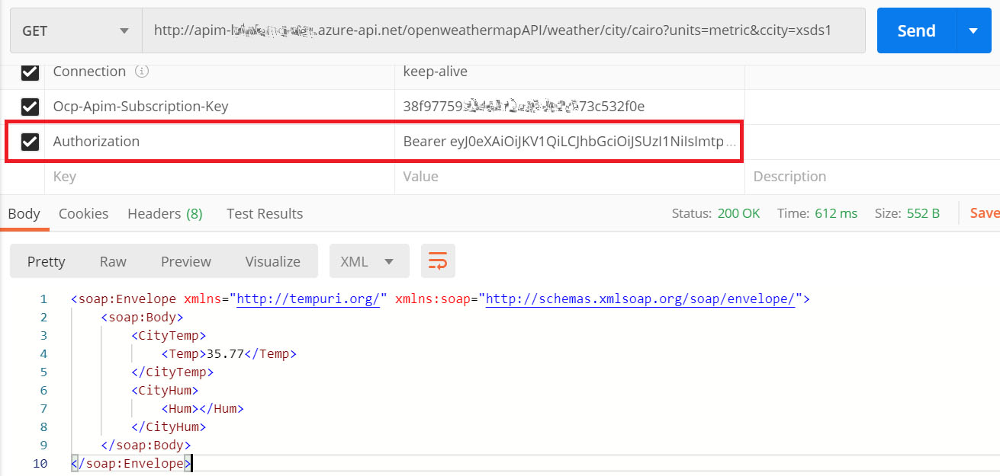 GET http://apim- .azure-api.net/openweathermapAPI/weather/city/cairo?units=metric&ccity=xsds1 Send
Connection keep-alive
Ocp-Apim-Subscription-Key 38f97759 73c532f0e
Authorization Bearer eyJ0eXAiOiJKV1QiLCJhbGciOiJSUzI1NiIsImtp...
Key Value Description
Body Cookies Headers (8) Test Results Status: 200 OK Time: 612 ms Size: 552 B Save
Pretty Raw Preview Visualize XML
1 <soap:Envelope xmlns="http://tempuri.org/" xmlns:soap="http://schemas.xmlsoap.org/soap/envelope/">
2 <soap:Body>
3 <CityTemp>
4 <Temp>35.77</Temp>
5 </CityTemp>
6 <CityHum>
7 <Hum></Hum>
8 </CityHum>
9 </soap:Body>
10 </soap:Envelope>